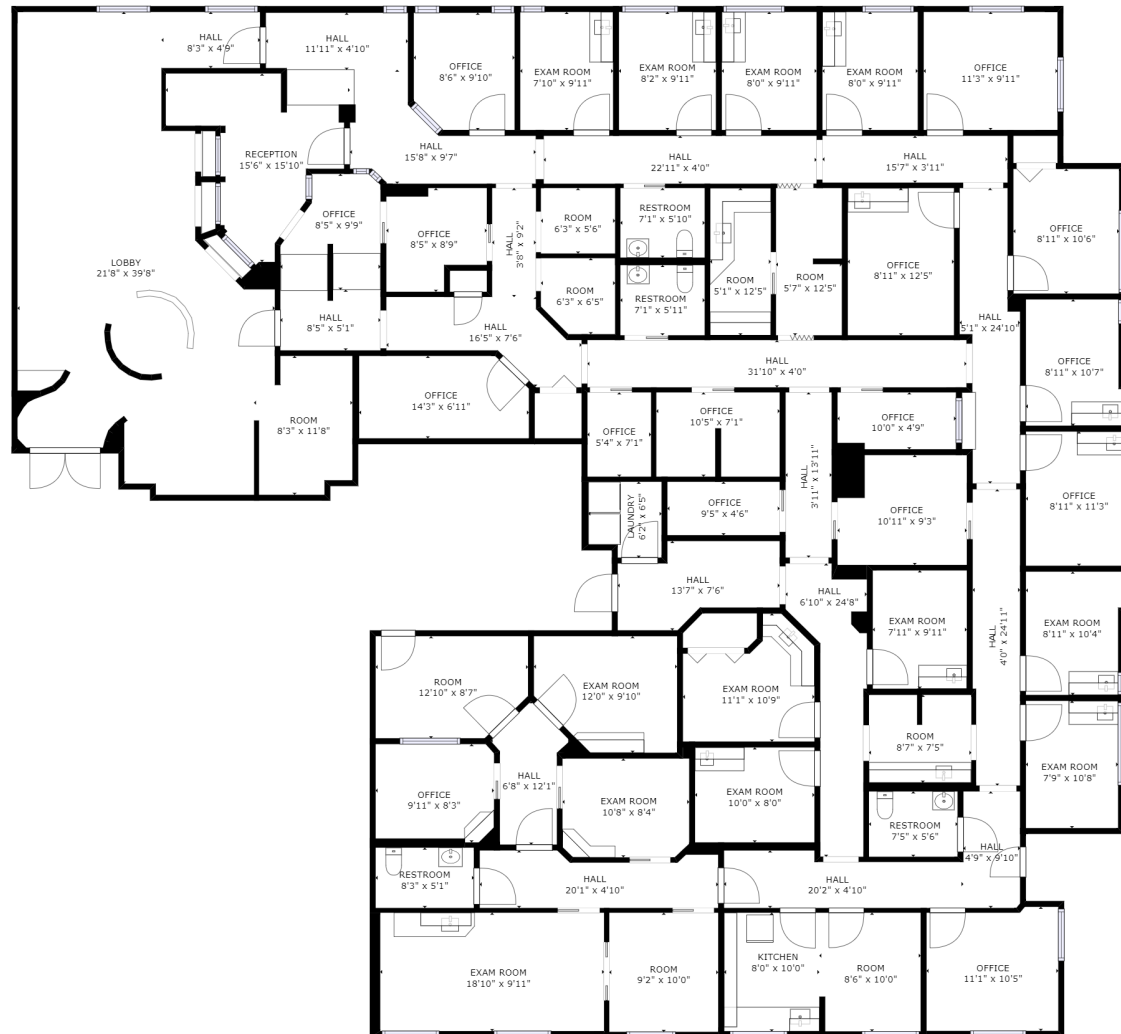 HALL
8'3" x 4'9"
HALL
11'11" x 4'10"
OFFICE
8'6" x 9'10"
EXAM ROOM
7'10" x 9'11"
EXAM ROOM
8'2" x 9'11"
EXAM ROOM
8'0" x 9'11"
EXAM ROOM
8'0" x 9'11"
OFFICE
11'3" x 9'11"
RECEPTION
15'6" x 15'10"
HALL
15'8" x 9'7"
HALL
22'11" x 4'0"
HALL
15'7" x 3'11"
OFFICE
8'5" x 9'9"
OFFICE
8'5" x 8'9"
HALL
3'8" x 9'2"
ROOM
6'3" x 5'6"
RESTROOM
7'1" x 5'10"
OFFICE
8'11" x 10'6"
LOBBY
21'8" x 39'8"
ROOM
6'3" x 6'5"
RESTROOM
7'1" x 5'11"
ROOM
5'1" x 12'5"
ROOM
5'7" x 12'5"
OFFICE
8'11" x 12'5"
HALL
8'5" x 5'1"
HALL
16'5" x 7'6"
HALL
5'1" x 24'10"
HALL
31'10" x 4'0"
OFFICE
8'11" x 10'7"
OFFICE
14'3" x 6'11"
ROOM
8'3" x 11'8"
OFFICE
5'4" x 7'1"
OFFICE
10'5" x 7'1"
OFFICE
10'0" x 4'9"
HALL
3'11" x 13'11"
LAUNDRY
6'2" x 6'5"
OFFICE
9'5" x 4'6"
OFFICE
10'11" x 9'3"
OFFICE
8'11" x 11'3"
HALL
13'7" x 7'6"
HALL
6'10" x 24'8"
EXAM ROOM
7'11" x 9'11"
HALL
4'0" x 24'11"
EXAM ROOM
8'11" x 10'4"
ROOM
12'10" x 8'7"
EXAM ROOM
12'0" x 9'10"
EXAM ROOM
11'1" x 10'9"
ROOM
8'7" x 7'5"
EXAM ROOM
7'9" x 10'8"
OFFICE
9'11" x 8'3"
HALL
6'8" x 12'1"
EXAM ROOM
10'8" x 8'4"
EXAM ROOM
10'0" x 8'0"
RESTROOM
7'5" x 5'6"
HALL
4'9" x 9'10"
RESTROOM
8'3" x 5'1"
HALL
20'1" x 4'10"
HALL
20'2" x 4'10"
EXAM ROOM
18'10" x 9'11"
ROOM
9'2" x 10'0"
KITCHEN
8'0" x 10'0"
ROOM
8'6" x 10'0"
OFFICE
11'1" x 10'5"